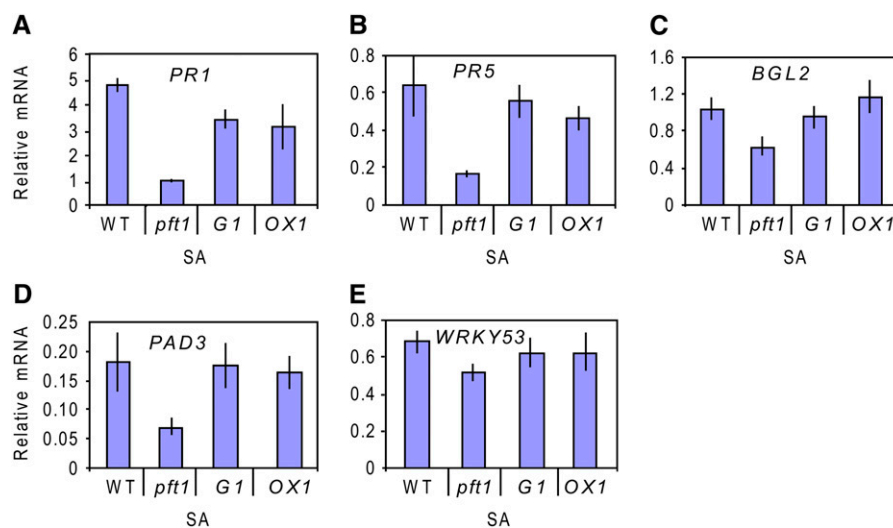 A
PR1
Relative mRNA
6
5
4
3
2
1
0
WT pft1 G1 OX1
SA
B
PR5
0.8
0.6
0.4
0.2
0
WT pft1 G1 OX1
SA
C
BGL2
1.6
1.2
0.8
0.4
0
WT pft1 G1 OX1
SA
D
PAD3
Relative mRNA
0.25
0.20
0.15
0.10
0.05
0
WT pft1 G1 OX1
SA
E
WRKY53
0.8
0.6
0.4
0.2
0
WT pft1 G1 OX1
SA